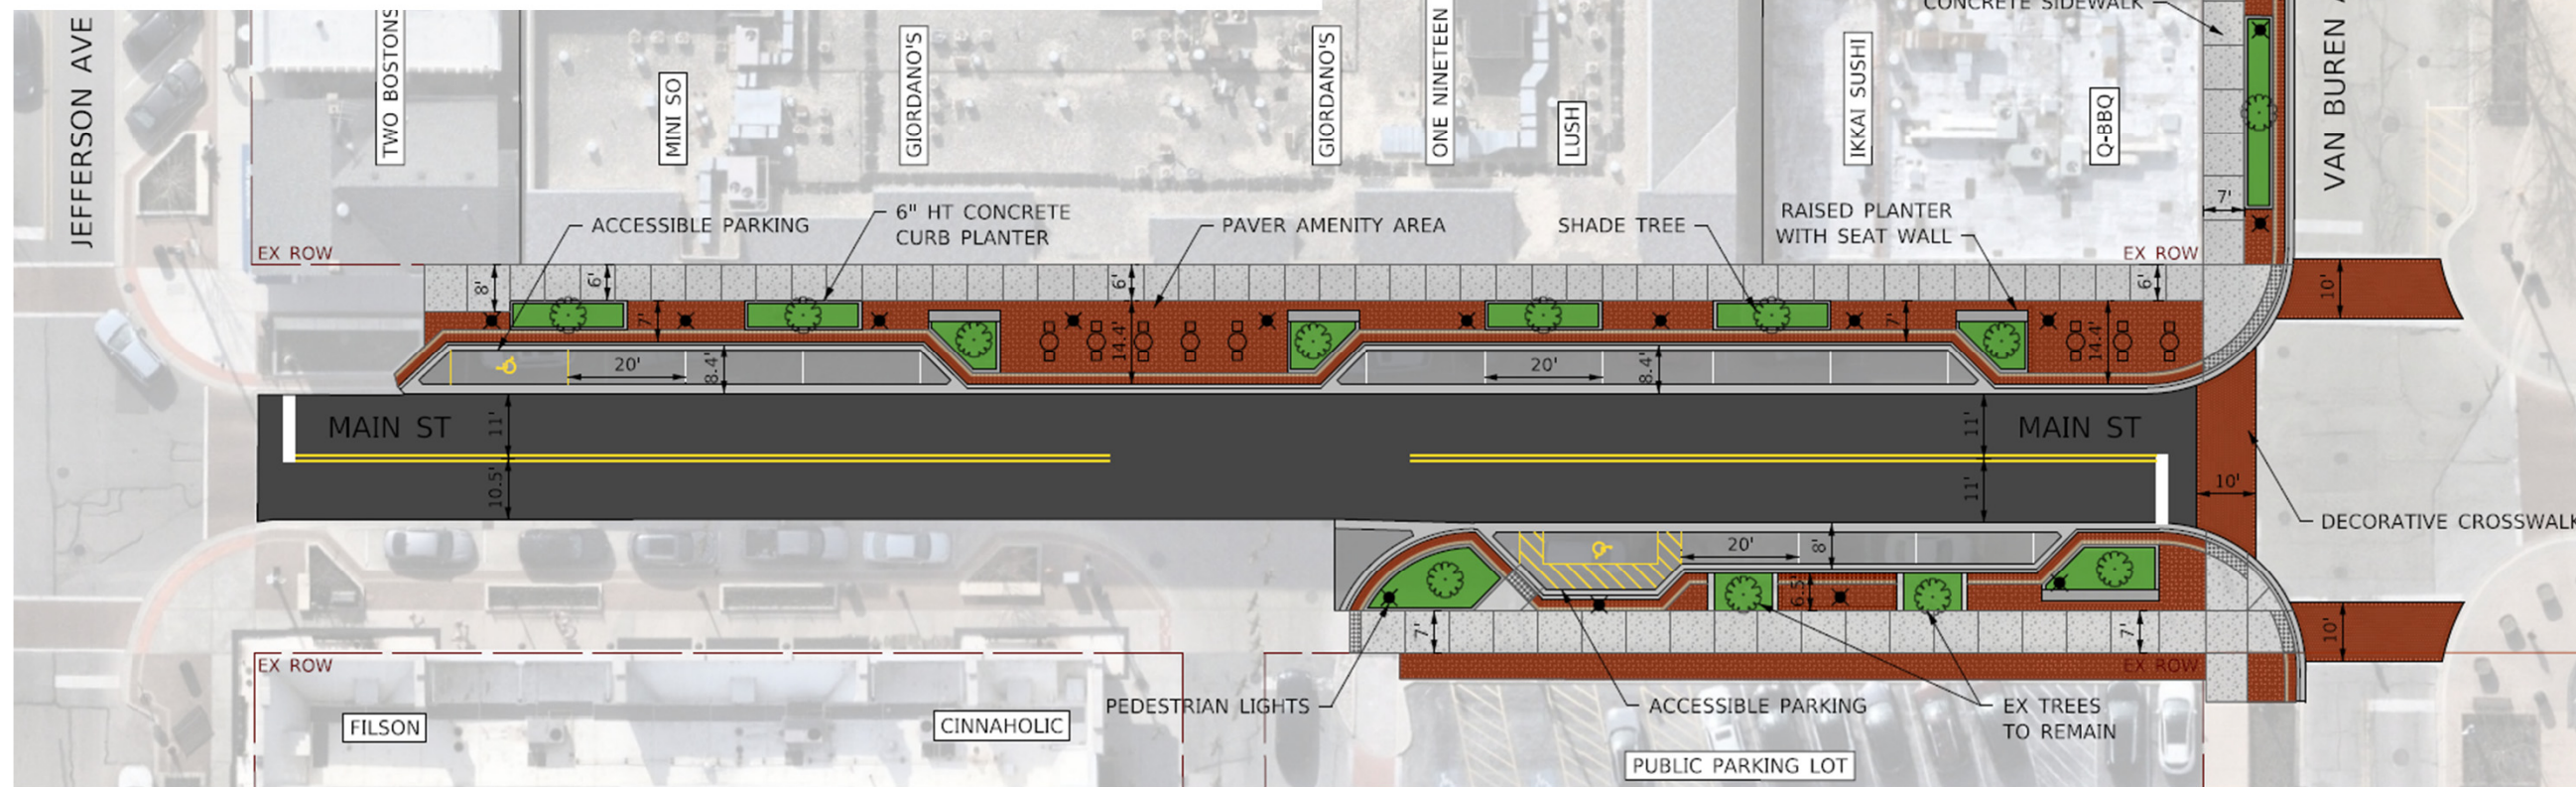 CONCRETE SIDEWALK
JEFFERSON AVE
TWO BOSTONS
MINI SO
GIORDANO'S
GIORDANO'S
ONE NINETEEN
LUSH
IKKAI SUSHI
Q-BBQ
VAN BUREN
7'
ACCESSIBLE PARKING
6" HT CONCRETE
CURB PLANTER
PAVER AMENITY AREA
SHADE TREE
RAISED PLANTER
WITH SEAT WALL
EX ROW
EX ROW
8'
6'
6'
6'
10'
7'
14.4'
7'
14.4'
20'
8.4'
20'
8.4'
MAIN ST
11'
11'
MAIN ST
10.5'
11'
10'
DECORATIVE CROSSWALK
20'
8'
6.5'
7'
7'
10'
EX ROW
EX ROW
PEDESTRIAN LIGHTS
ACCESSIBLE PARKING
EX TREES
TO REMAIN
FILSON
CINNAHOLIC
PUBLIC PARKING LOT